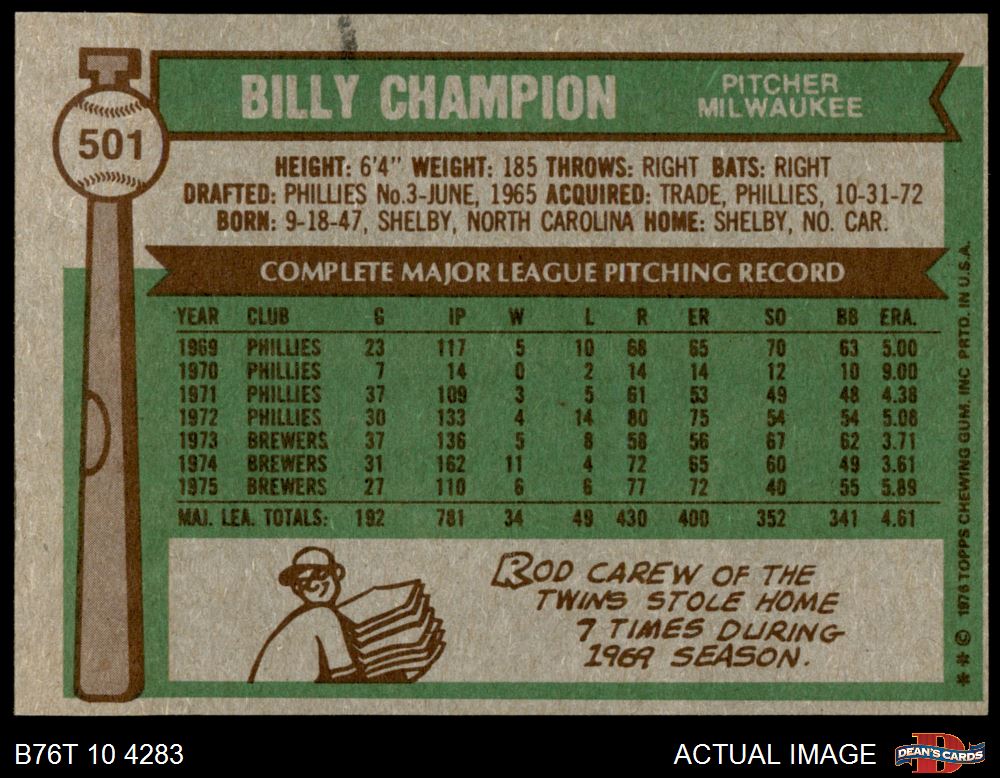 BILLY CHAMPION
PITCHER
MILWAUKEE
501
HEIGHT: 6'4" WEIGHT: 185 THROWS: RIGHT BATS: RIGHT
DRAFTED: PHILLIES No.3-JUNE, 1965 ACQUIRED: TRADE, PHILLIES, 10-31-72
BORN: 9-18-47, SHELBY, NORTH CAROLINA HOME: SHELBY, NO. CAR.
COMPLETE MAJOR LEAGUE PITCHING RECORD
YEAR CLUB G IP W L R ER SO BB ERA.
1969 PHILLIES 23 117 5 10 68 65 70 63 5.00
1970 PHILLIES 7 14 0 2 14 14 12 10 9.00
1971 PHILLIES 37 109 3 5 61 53 49 48 4.38
1972 PHILLIES 30 133 4 14 80 75 54 54 5.08
1973 BREWERS 37 136 5 8 58 56 67 62 3.71
1974 BREWERS 31 162 11 4 72 65 60 49 3.61
1975 BREWERS 27 110 6 6 77 72 40 55 5.89
MAJ. LEA. TOTALS: 192 781 34 49 430 400 352 341 4.61
ROD CAREW OF THE
TWINS STOLE HOME
7 TIMES DURING
1969 SEASON.
** © 1976 TOPPS CHEWING GUM, INC PRTD. IN U.S.A.
B76T 10 4283
ACTUAL IMAGE
DEAN'S CARDS